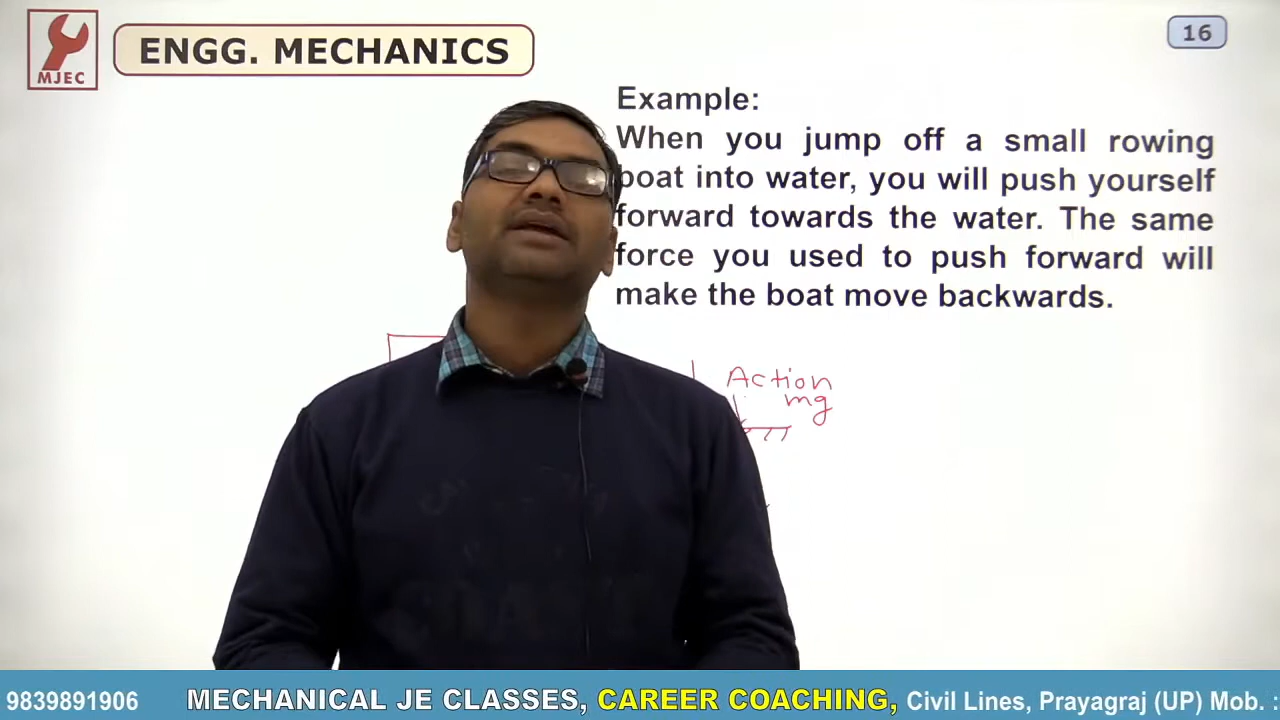 MJEC
ENGG. MECHANICS
16
Example:
When you jump off a small rowing
boat into water, you will push yourself
forward towards the water. The same
force you used to push forward will
make the boat move backwards.
Action
mg
9839891906 MECHANICAL JE CLASSES, CAREER COACHING, Civil Lines, Prayagraj (UP) Mob. :